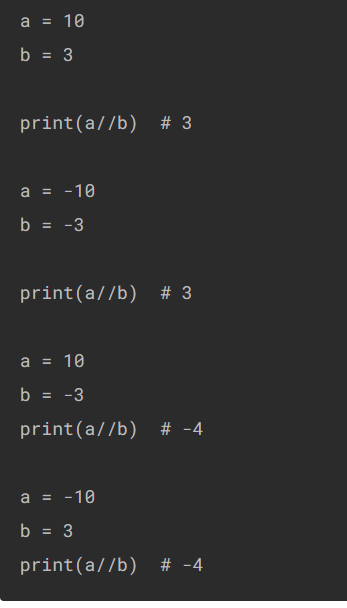 a = 10
b = 3
print(a//b)  # 3
a = -10
b = -3
print(a//b)  # 3
a = 10
b = -3
print(a//b)  # -4
a = -10
b = 3
print(a//b)  # -4